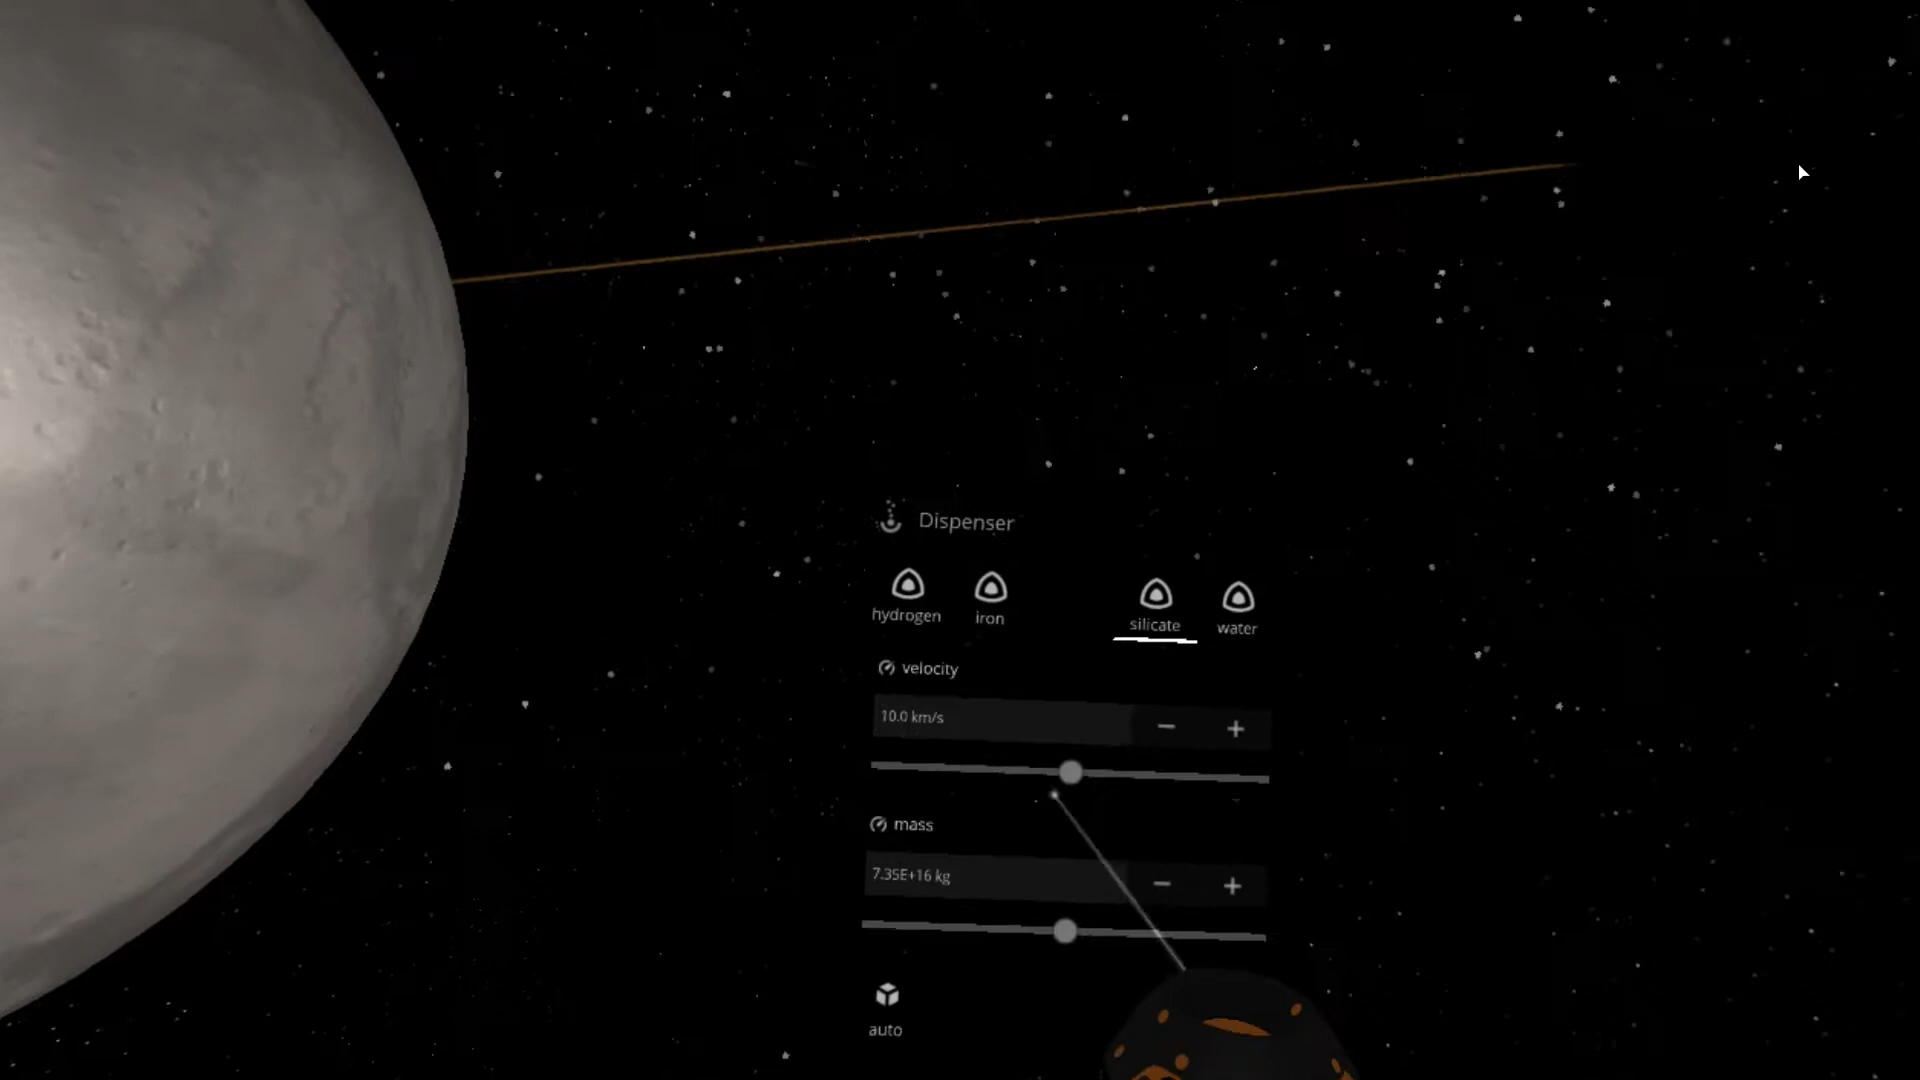 Dispenser
hydrogen iron silicate water
velocity
10.0 km/s − +
mass
7.35E+16 kg − +
auto